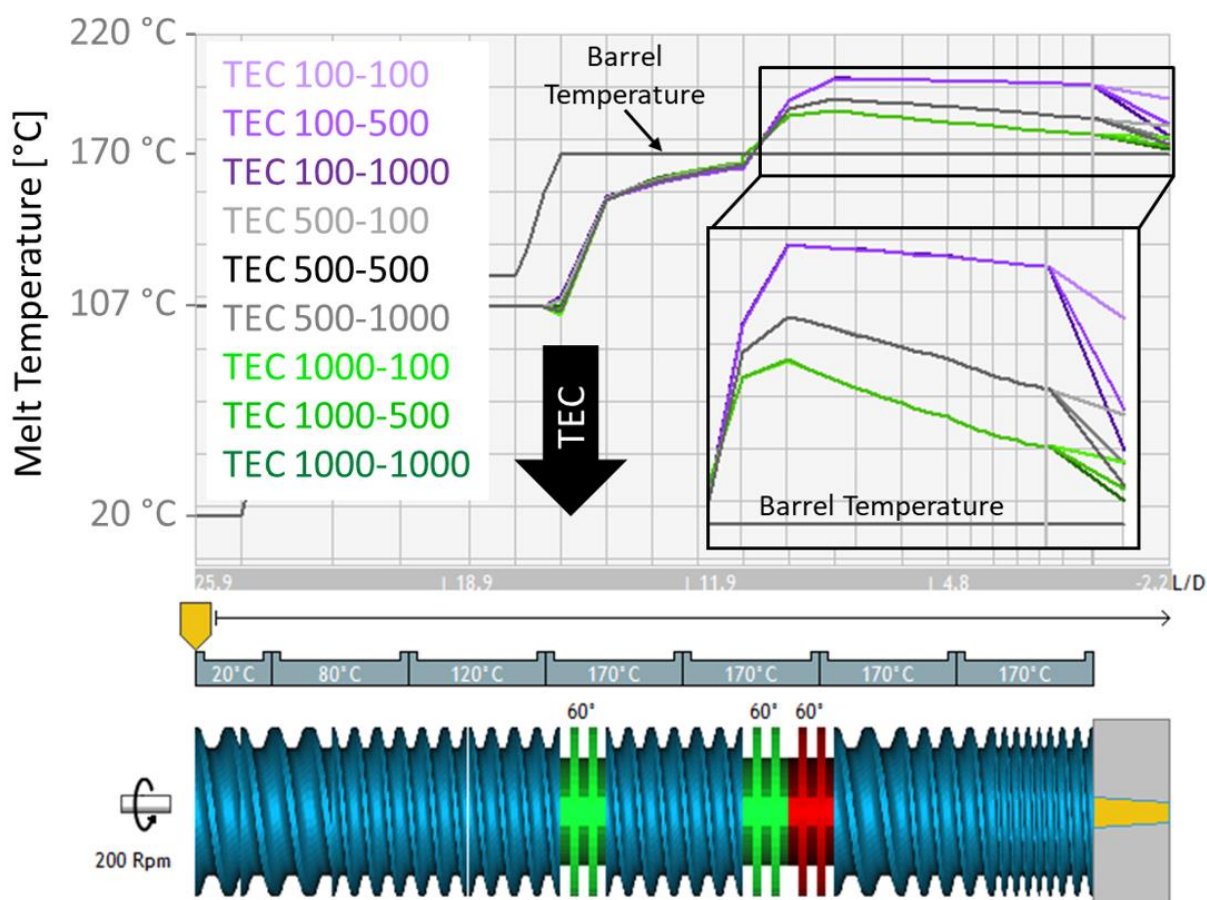 220 °C
170 °C
107 °C
20 °C
Melt Temperature [°C]
TEC 100-100
TEC 100-500
TEC 100-1000
TEC 500-100
TEC 500-500
TEC 500-1000
TEC 1000-100
TEC 1000-500
TEC 1000-1000
Barrel
Temperature
TEC
Barrel Temperature
25.9 18.9 11.9 4.8 -2.2 L/D
20°C 80°C 120°C 170°C 170°C 170°C 170°C
60° 60° 60°
200 Rpm